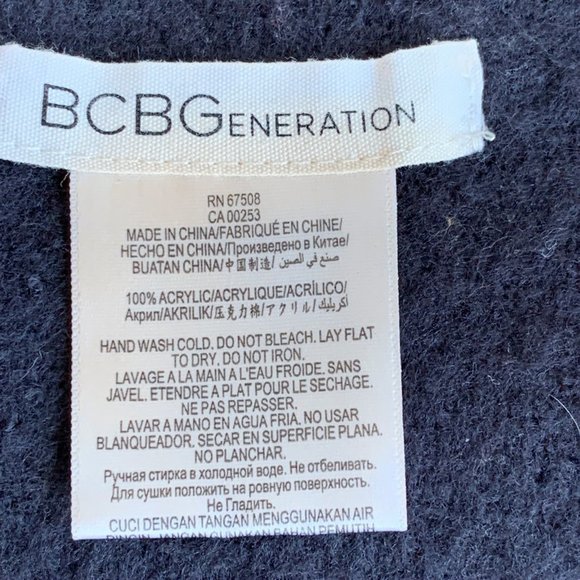 BCBGENERATION
RN 67508
CA 00253
MADE IN CHINA/FABRIQUÉ EN CHINE/
HECHO EN CHINA/Произведено в Китае/
BUATAN CHINA/中国制造/ صنع في الصين/
100% ACRYLIC/ACRYLIQUE/ACRÍLICO/
Акрил/AKRILIK/压克力棉/アクリル/ أكريليك/
HAND WASH COLD. DO NOT BLEACH. LAY FLAT
TO DRY. DO NOT IRON.
LAVAGE A LA MAIN A L'EAU FROIDE. SANS
JAVEL. ETENDRE A PLAT POUR LE SECHAGE.
NE PAS REPASSER.
LAVAR A MANO EN AGUA FRIA. NO USAR
BLANQUEADOR. SECAR EN SUPERFICIE PLANA.
NO PLANCHAR.
Ручная стирка в холодной воде. Не отбеливать.
Для сушки положить на ровную поверхность.
Не Гладить.
CUCI DENGAN TANGAN MENGGUNAKAN AIR
DINGIN. JANGAN GUNAKAN BAHAN PEMUTIH